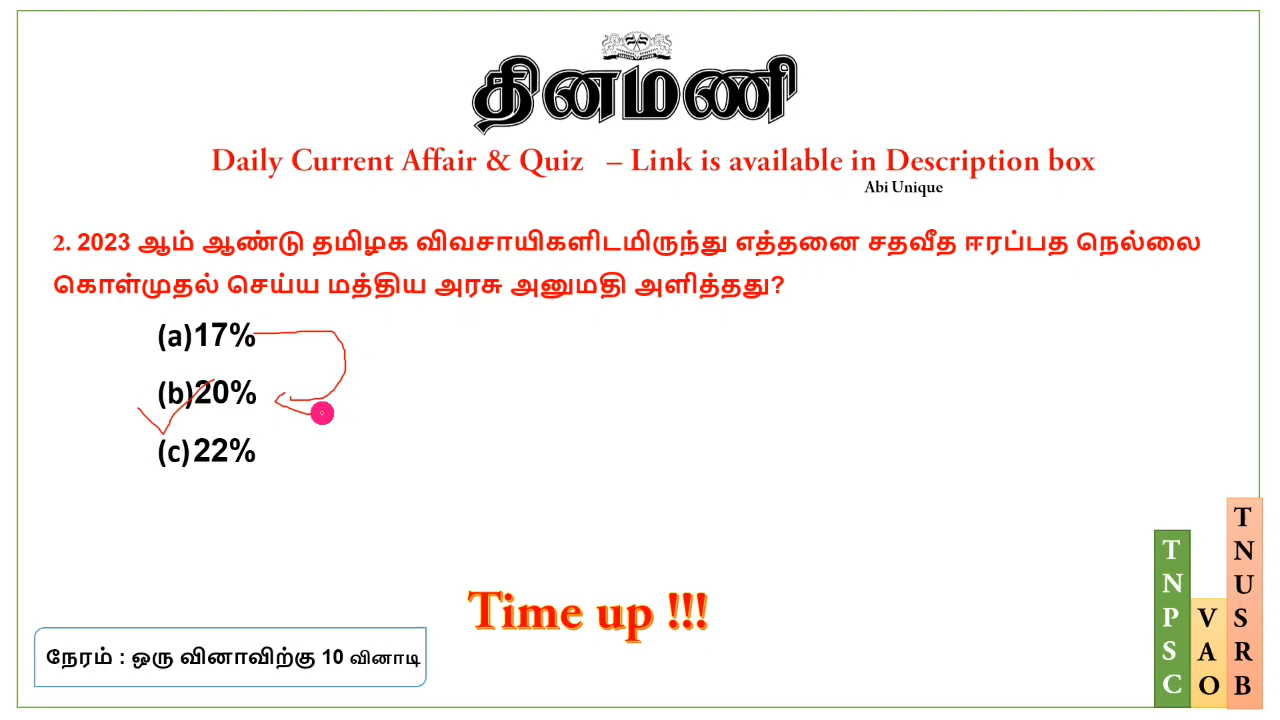 தினமணி
Daily Current Affair & Quiz – Link is available in Description box
Abi Unique
2. 2023 ஆம் ஆண்டு தமிழக விவசாயிகளிடமிருந்து எத்தனை சதவீத ஈரப்பத நெல்லை
கொள்முதல் செய்ய மத்திய அரசு அனுமதி அளித்தது?
(a)17%
(b)20%
(c)22%
Time up !!!
நேரம் : ஒரு வினாவிற்கு 10 வினாடி
TNPSC
VAO
TNUSRB